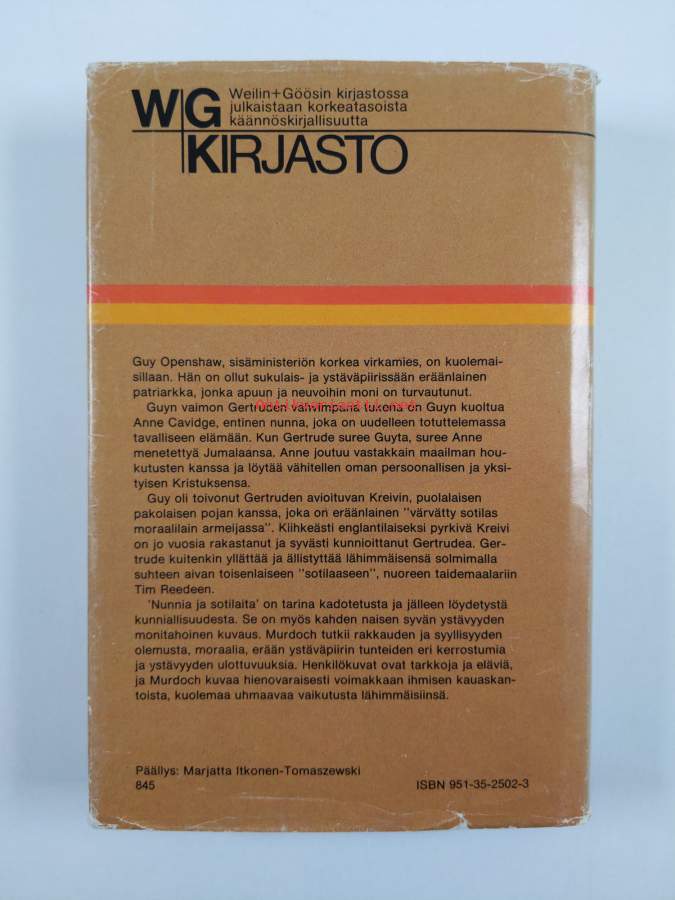 Weilin+Göösin kirjastossa
julkaistaan korkeatasoista
käännöskirjallisuutta
WG
KIRJASTO
Guy Openshaw, sisäministeriön korkea virkamies, on kuolemai-
sillaan. Hän on ollut sukulais- ja ystäväpiirissään eräänlainen
patriarkka, jonka apuun ja neuvoihin moni on turvautunut.
Guyn vaimon Gertruden vahvimpana tukena on Guyn kuoltua
Anne Cavidge, entinen nunna, joka on uudelleen totuttelemassa
tavalliseen elämään. Kun Gertrude suree Guyta, suree Anne
menetettyä Jumalaansa. Anne joutuu vastakkain maailman hou-
kutusten kanssa ja löytää vähitellen oman persoonallisen ja yksi-
tyisen Kristuksensa.
Guy oli toivonut Gertruden avioituvan Kreivin, puolalaisen
pakolaisen pojan kanssa, joka on eräänlainen ''värvätty sotilas
moraalilain armeijassa''. Kiihkeästi englantilaiseksi pyrkivä Kreivi
on jo vuosia rakastanut ja syvästi kunnioittanut Gertrudea. Ger-
trude kuitenkin yllättää ja ällistyttää lähimmäisensä solmimalla
suhteen aivan toisenlaiseen ''sotilaaseen'', nuoreen taidemaalariin
Tim Reedeen.
'Nunnia ja sotilaita' on tarina kadotetusta ja jälleen löydetystä
kunniallisuudesta. Se on myös kahden naisen syvän ystävyyden
monitahoinen kuvaus. Murdoch tutkii rakkauden ja syyllisyyden
olemusta, moraalia, erään ystäväpiirin tunteiden eri kerrostumia
ja ystävyyden ulottuvuuksia. Henkilökuvat ovat tarkkoja ja eläviä,
ja Murdoch kuvaa hienovaraisesti voimakkaan ihmisen kauaskan-
toista, kuolemaa uhmaavaa vaikutusta lähimmäisiinsä.
Päällys: Marjatta Itkonen-Tomaszewski
845 ISBN 951-35-2502-3